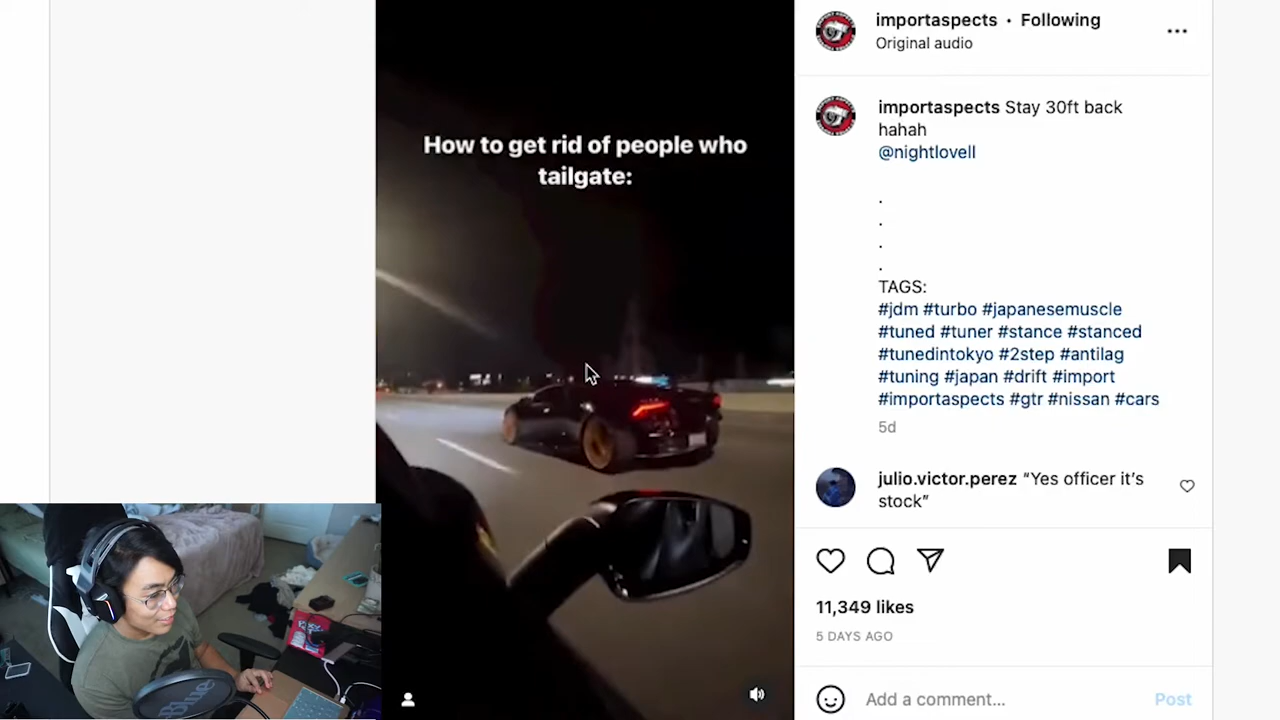 How to get rid of people who
tailgate:
importaspects • Following
Original audio
importaspects Stay 30ft back
hahah
@nightlovell
.
.
.
.
TAGS:
#jdm #turbo #japanesemuscle
#tuned #tuner #stance #stanced
#tunedintokyo #2step #antilag
#tuning #japan #drift #import
#importaspects #gtr #nissan #cars
5d
julio.victor.perez “Yes officer it’s
stock”
11,349 likes
5 DAYS AGO
Add a comment...
Post
Blue